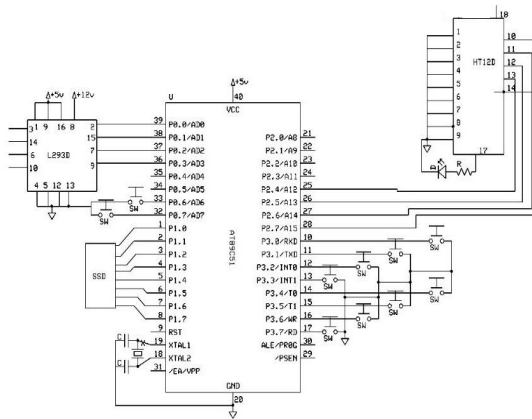 18
1
2
3
4
5
6
7
8
9
HT12D
10
11
12
13
14
17
R
+5v
+12v
1 9 16 8
3
14
6
10
2
15
7
9
L293D
4 5 12 13
SW
SW
SSD
C
C
U
+5v
40
VCC
AT89C51
39 P0.0/AD0
38 P0.1/AD1
37 P0.2/AD2
36 P0.3/AD3
35 P0.4/AD4
34 P0.5/AD5
33 P0.6/AD6
32 P0.7/AD7
1 P1.0
2 P1.1
3 P1.2
4 P1.3
5 P1.4
6 P1.5
7 P1.6
8 P1.7
9 RST
19 XTAL1
18 XTAL2
31 /EA/VPP
P2.0/A8 21
P2.1/A9 22
P2.2/A10 23
P2.3/A11 24
P2.4/A12 25
P2.5/A13 26
P2.6/A14 27
P2.7/A15 28
P3.0/RXD 10
P3.1/TXD 11
P3.2/INT0 12
P3.3/INT1 13
P3.4/T0 14
P3.5/T1 15
P3.6/WR 16
P3.7/RD 17
ALE/PROG 30
/PSEN 29
GND
20
SW
SW
SW
SW
SW
SW
SW